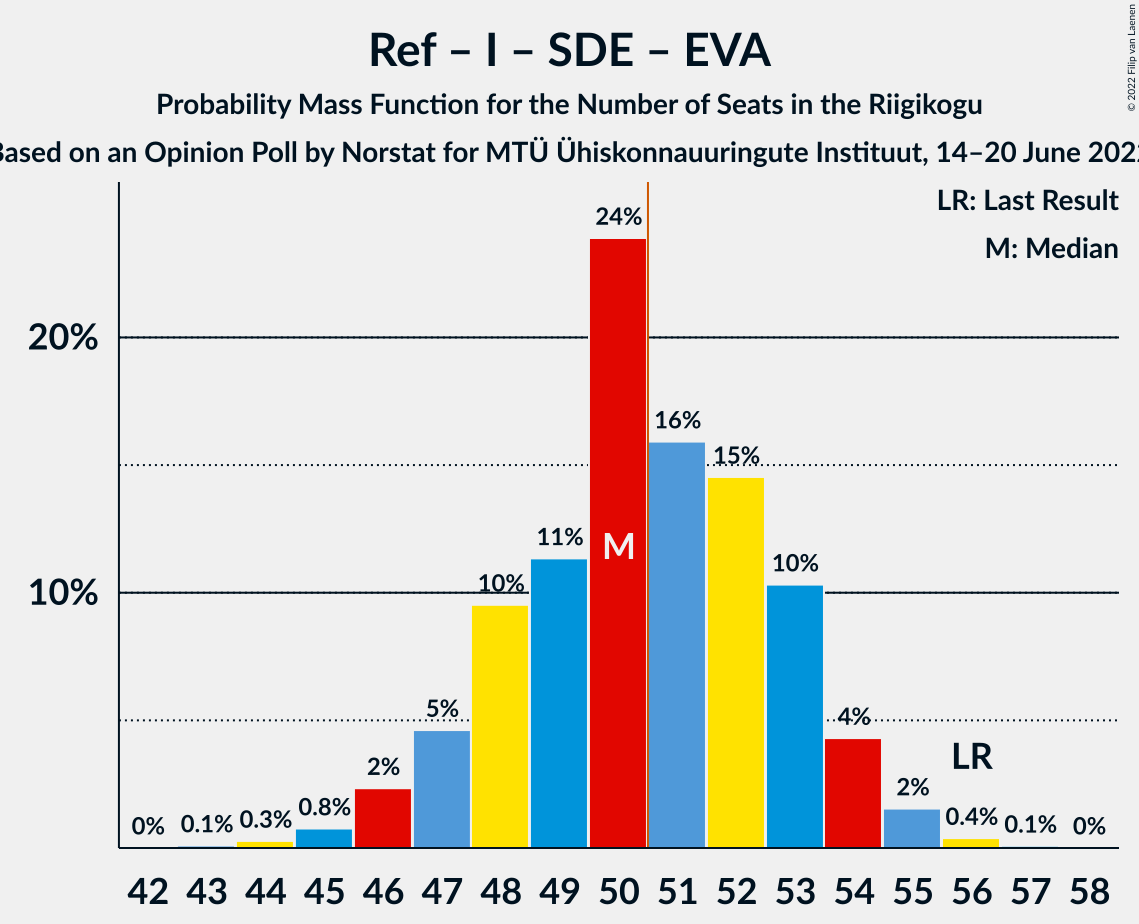 Ref – I – SDE – EVA
Probability Mass Function for the Number of Seats in the Riigikogu
Based on an Opinion Poll by Norstat for MTÜ Ühiskonnauuringute Instituut, 14–20 June 2022
© 2022 Filip van Laenen
LR: Last Result
M: Median
24%
20%
16%
15%
11%
M
10%
10%
10%
5%
4%
LR
2%
2%
0.8%
0.4%
0.3%
0.1%
0.1%
0%
0%
42 43 44 45 46 47 48 49 50 51 52 53 54 55 56 57 58